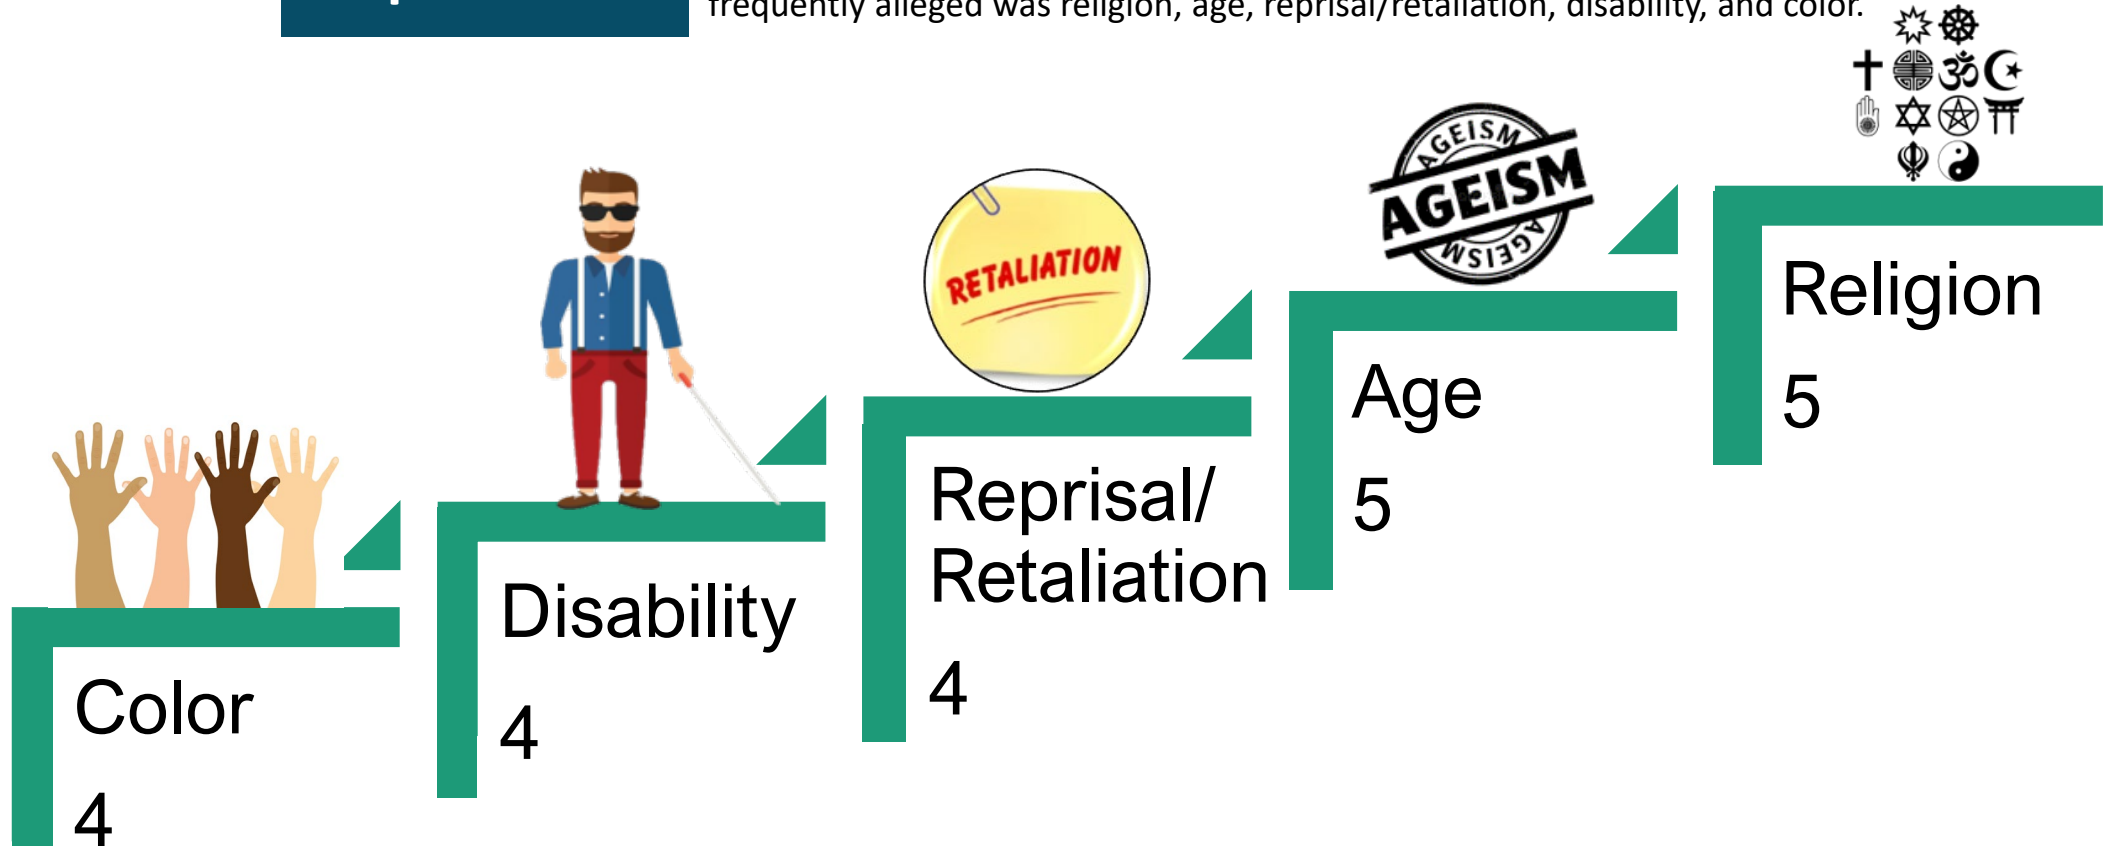 frequently alleged was religion, age, reprisal/retaliation, disability, and color.
AGEISM
AGEISM
AGEISM
RETALIATION
Religion
5
Age
5
Reprisal/
Retaliation
4
Disability
4
Color
4